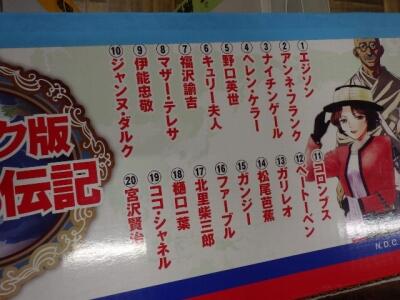 ①エジソン
②アンネ・フランク
③ナイチンゲール
④ヘレン・ケラー
⑤野口英世
⑥キュリー夫人
⑦福沢諭吉
⑧マザー・テレサ
⑨伊能忠敬
⑩ジャンヌ・ダルク
⑪コロンブス
⑫ベートーベン
⑬ガリレオ
⑭松尾芭蕉
⑮ガンジー
⑯ファーブル
⑰北里柴三郎
⑱樋口一葉
⑲ココ・シャネル
⑳宮沢賢治
ク版
伝記
N.D.C.